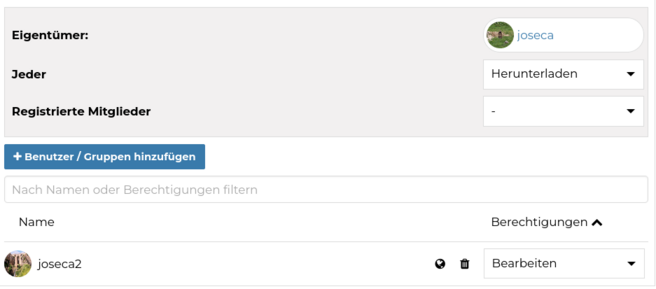 Eigentümer: joseca
Jeder Herunterladen
Registrierte Mitglieder -
+ Benutzer / Gruppen hinzufügen
Nach Namen oder Berechtigungen filtern
Name Berechtigungen
joseca2 Bearbeiten